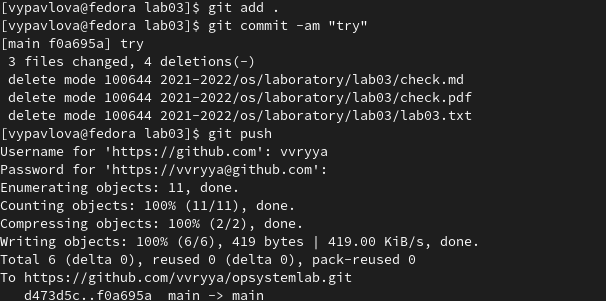 [vypavlova@fedora lab03]$ git add .
[vypavlova@fedora lab03]$ git commit -am "try"
[main f0a695a] try
 3 files changed, 4 deletions(-)
 delete mode 100644 2021-2022/os/laboratory/lab03/check.md
 delete mode 100644 2021-2022/os/laboratory/lab03/check.pdf
 delete mode 100644 2021-2022/os/laboratory/lab03/lab03.txt
[vypavlova@fedora lab03]$ git push
Username for 'https://github.com': vvryya
Password for 'https://vvryya@github.com':
Enumerating objects: 11, done.
Counting objects: 100% (11/11), done.
Compressing objects: 100% (2/2), done.
Writing objects: 100% (6/6), 419 bytes | 419.00 KiB/s, done.
Total 6 (delta 0), reused 0 (delta 0), pack-reused 0
To https://github.com/vvryya/opsystemlab.git
   d473d5c..f0a695a  main -> main